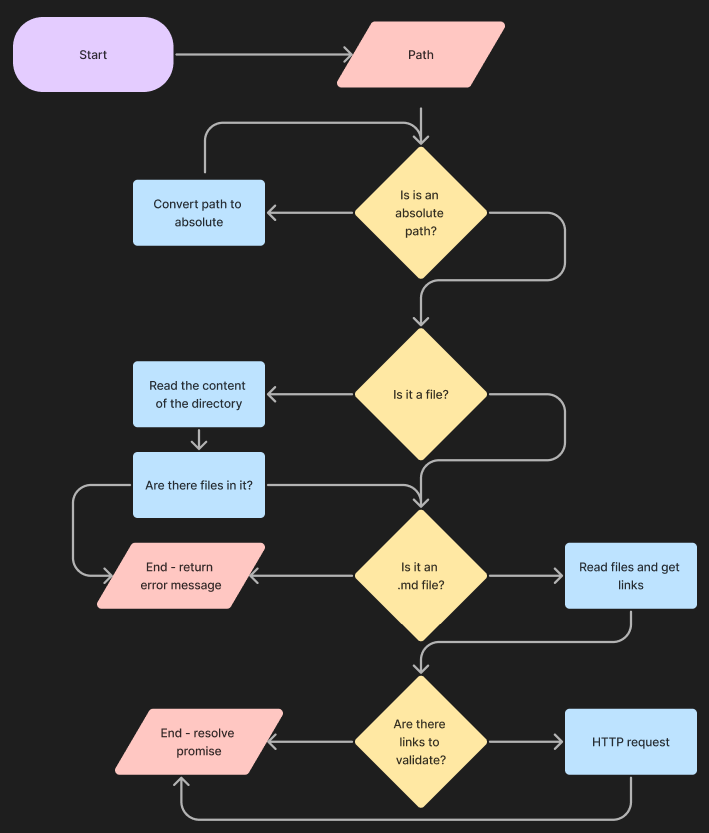 Start
Path
Is is an
absolute
path?
Convert path to
absolute
Is it a file?
Read the content
of the directory
Are there files in it?
Is it an
.md file?
End - return
error message
Read files and get
links
Are there
links to
validate?
End - resolve
promise
HTTP request